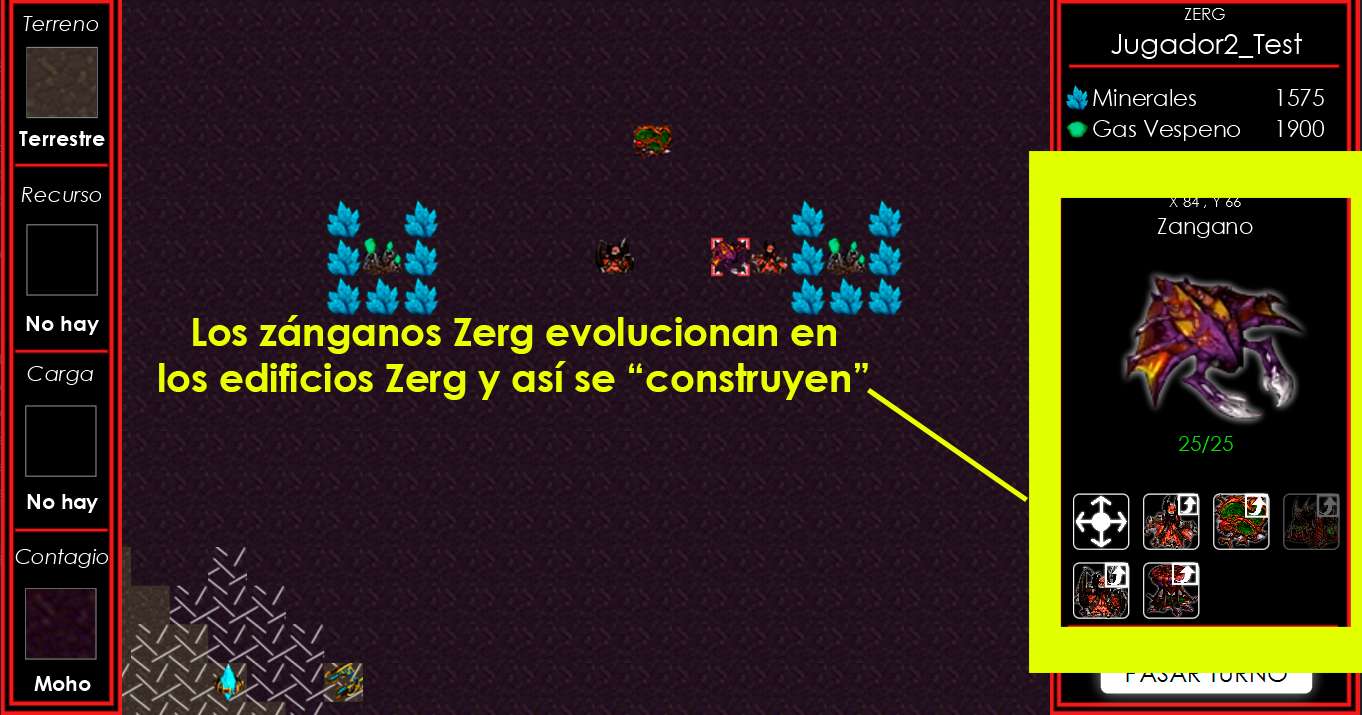 Terreno
Terrestre
Recurso
No hay
Carga
No hay
Contagio
Moho
Los zánganos Zerg evolucionan en
los edificios Zerg y así se “construyen”
ZERG
Jugador2_Test
Minerales 1575
Gas Vespeno 1900
X 84 , Y 66
Zangano
25/25
PASAR TURNO